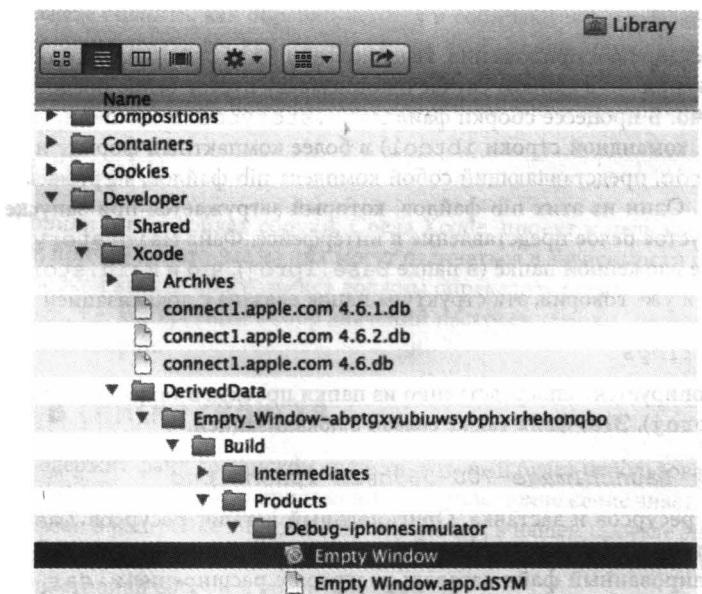 Library
Name
Compositions
Containers
Cookies
Developer
Shared
Xcode
Archives
connect1.apple.com 4.6.1.db
connect1.apple.com 4.6.2.db
connect1.apple.com 4.6.db
DerivedData
Empty_Window-abptgxyubiuwsybphxirhehonqbo
Build
Intermediates
Products
Debug-iphonesimulator
Empty Window
Empty Window.app.dSYM